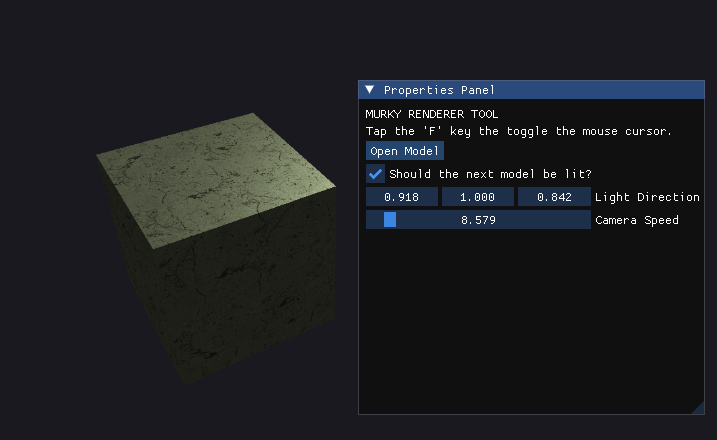 Properties Panel
MURKY RENDERER TOOL
Tap the 'F' key the toggle the mouse cursor.
Open Model
Should the next model be lit?
0.918 1.000 0.842 Light Direction
8.579 Camera Speed